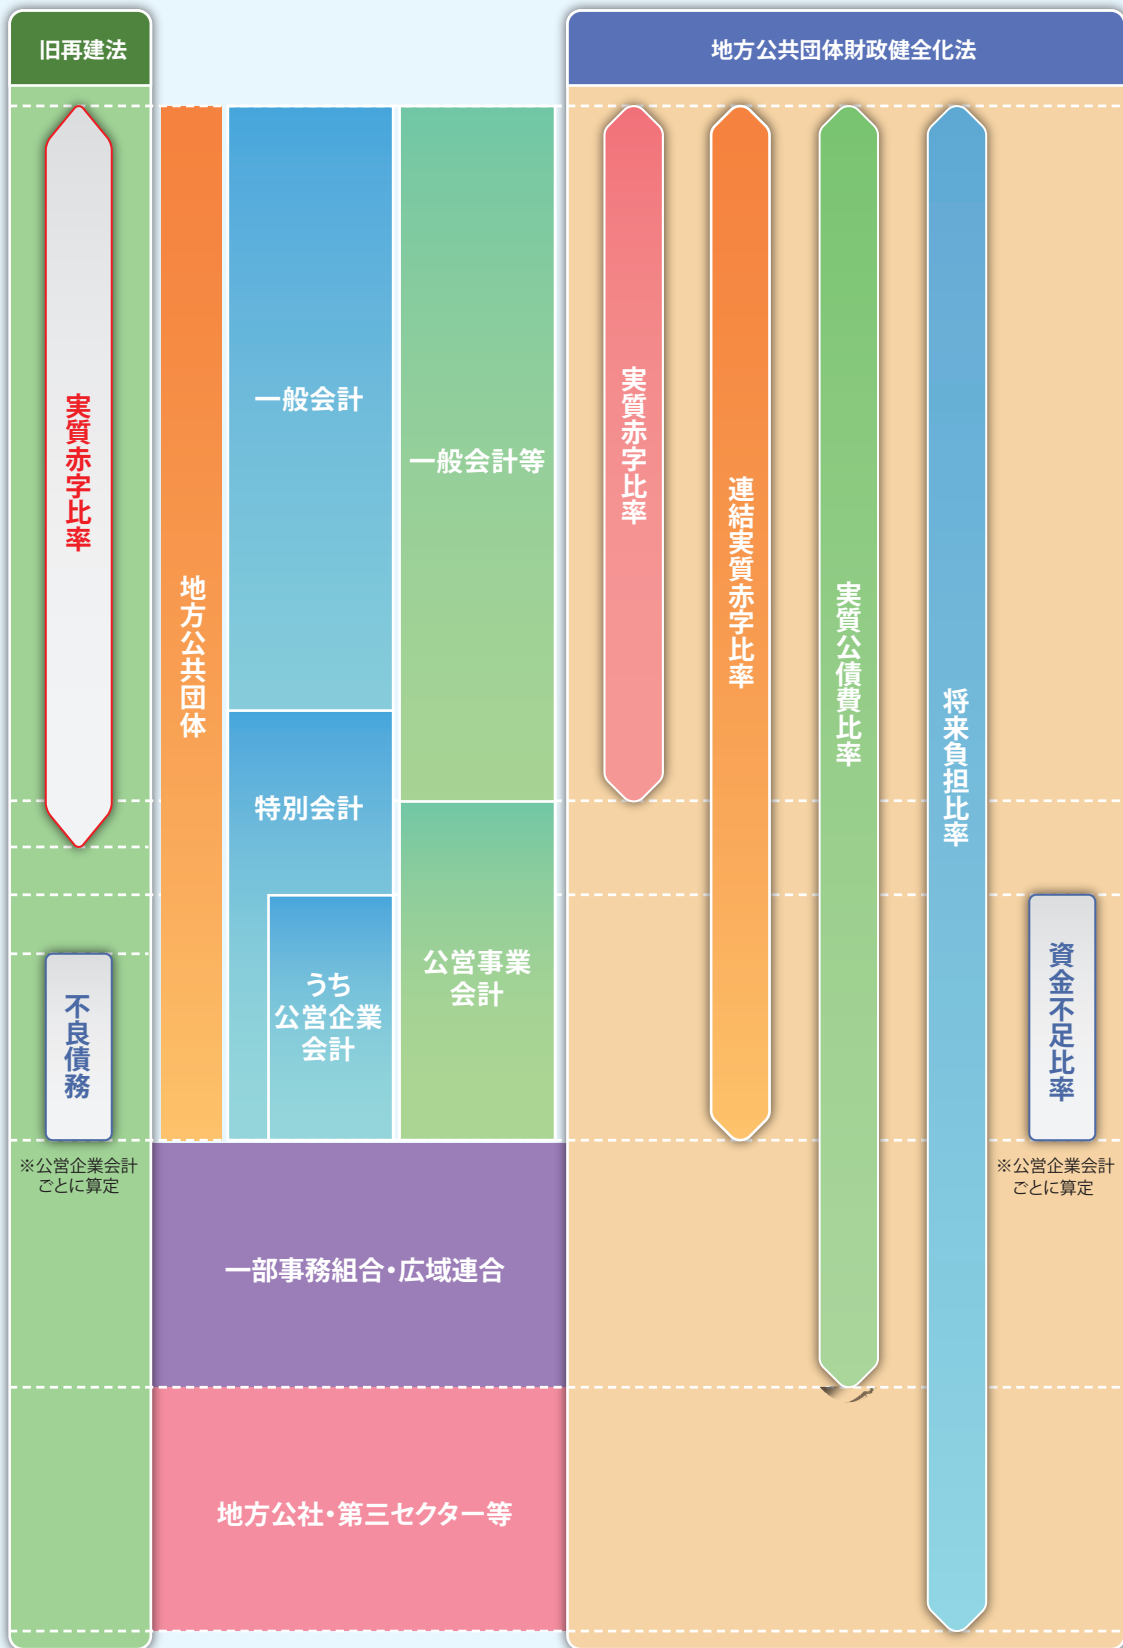 旧再建法
地方公共団体財政健全化法
実質赤字比率
不良債務
※公営企業会計
ごとに算定
地方公共団体
一般会計
特別会計
うち
公営企業
会計
一般会計等
公営事業
会計
一部事務組合・広域連合
地方公社・第三セクター等
実質赤字比率
連結実質赤字比率
実質公債費比率
将来負担比率
資金不足比率
※公営企業会計
ごとに算定